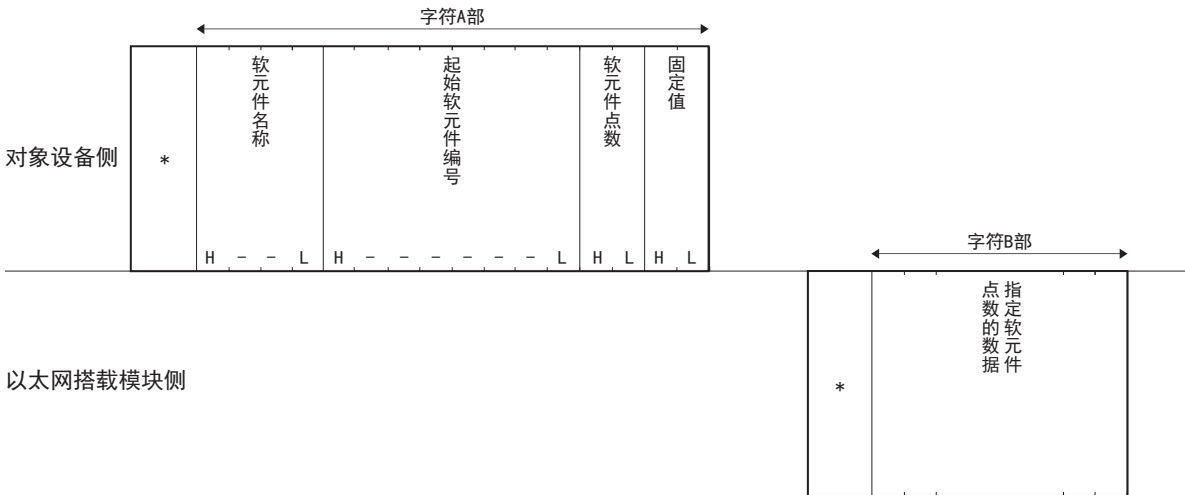 字符A部
对象设备侧
*
软元件名称
起始软元件编号
软元件点数
固定值
H - - L H - - - - - - L H L H L
字符B部
以太网搭载模块侧
*
指定软元件
点数的数据